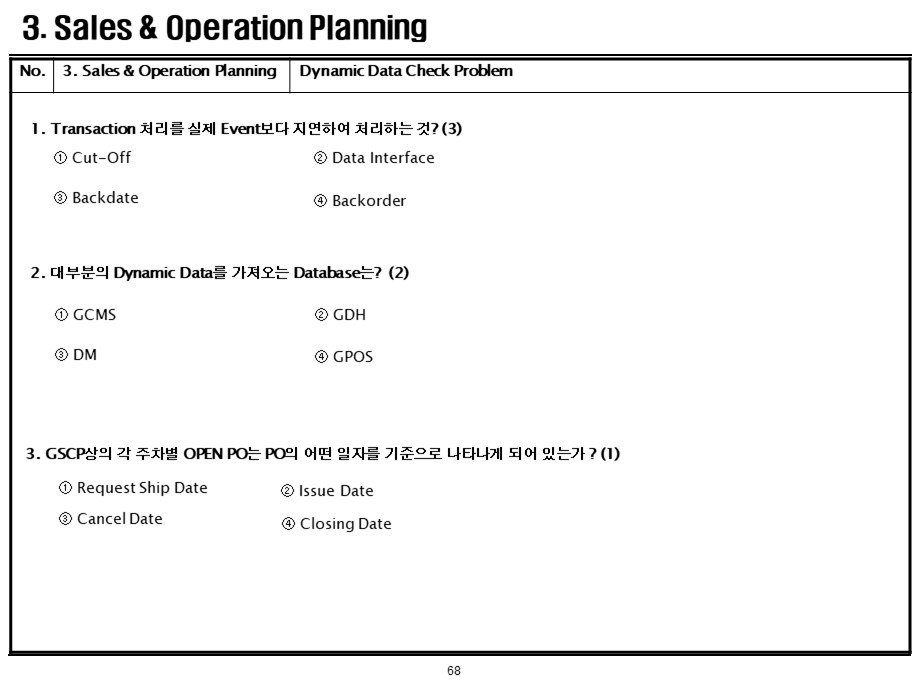 3. Sales & Operation Planning
No. 3. Sales & Operation Planning Dynamic Data Check Problem
1. Transaction 처리를 실제 Event보다 지연하여 처리하는 것? (3)
① Cut-Off ② Data Interface
③ Backdate ④ Backorder
2. 대부분의 Dynamic Data를 가져오는 Database는? (2)
① GCMS ② GDH
③ DM ④ GPOS
3. GSCP상의 각 주차별 OPEN PO는 PO의 어떤 일자를 기준으로 나타나게 되어 있는가 ? (1)
① Request Ship Date ② Issue Date
③ Cancel Date ④ Closing Date
68